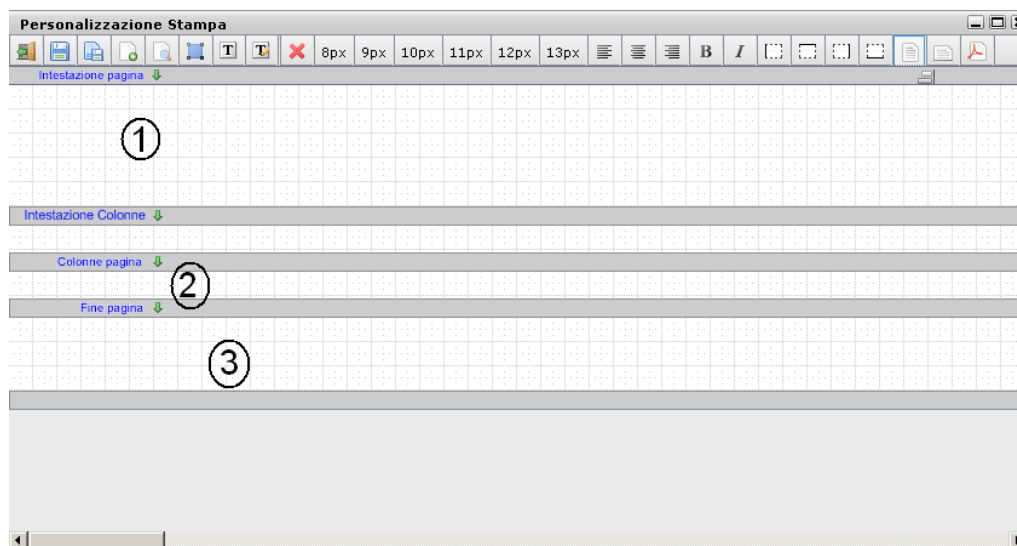 Personalizzazione Stampa
T T 8px 9px 10px 11px 12px 13px B I
Intestazione pagina
1
Intestazione Colonne
Colonne pagina
2
Fine pagina
3